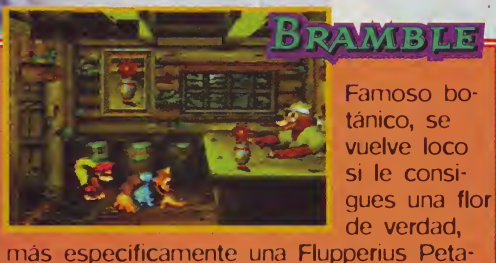 BRAMBLE
Famoso bo-
tánico, se
vuelve loco
si le consi-
gues una flor
de verdad,
más especificamente una Flupperius Peta-